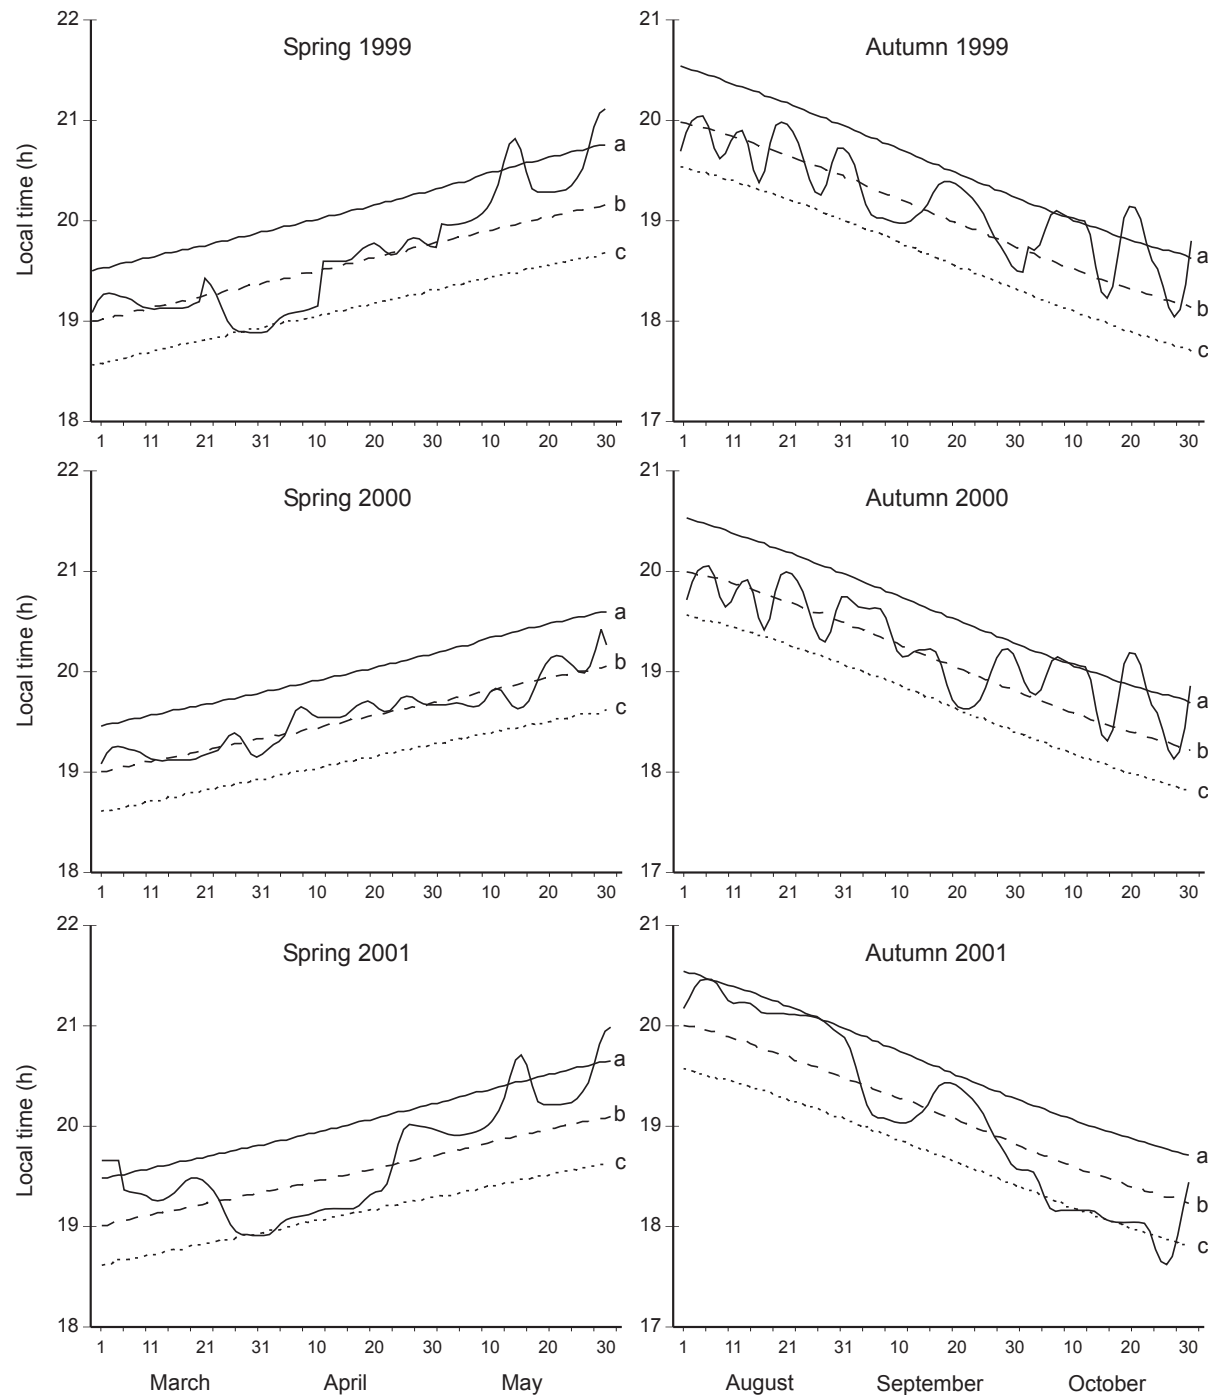 Spring 1999
Local time (h)
22
21
20
19
18
a
b
c
1 11 21 31 10 20 30 10 20 30
Autumn 1999
21
20
19
18
17
a
b
c
1 11 21 31 10 20 30 10 20 30
Spring 2000
Local time (h)
22
21
20
19
18
a
b
c
1 11 21 31 10 20 30 10 20 30
Autumn 2000
21
20
19
18
17
a
b
c
1 11 21 31 10 20 30 10 20 30
Spring 2001
Local time (h)
22
21
20
19
18
a
b
c
1 11 21 31 10 20 30 10 20 30
March April May
Autumn 2001
21
20
19
18
17
a
b
c
1 11 21 31 10 20 30 10 20 30
August September October